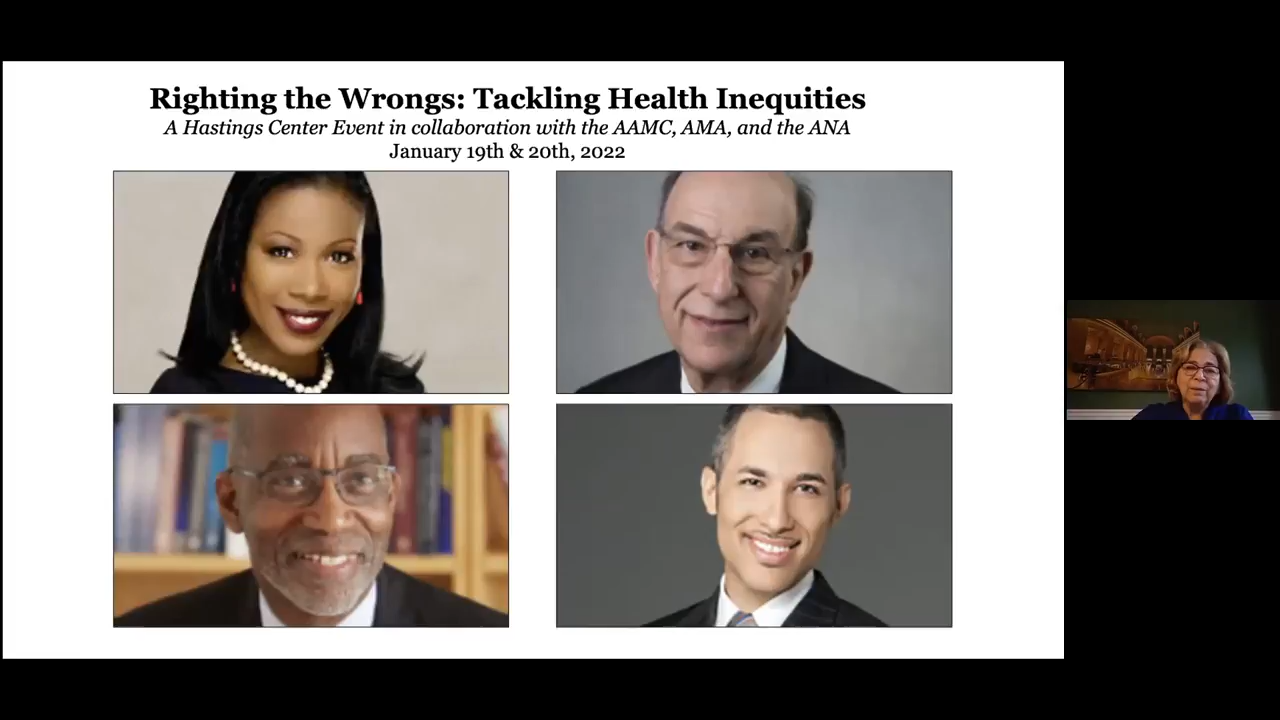 Righting the Wrongs: Tackling Health Inequities
A Hastings Center Event in collaboration with the AAMC, AMA, and the ANA
January 19th & 20th, 2022